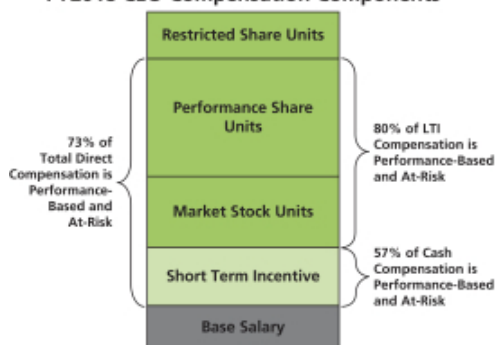 Compensation Components
Restricted Share Units
Performance Share
Units
Market Stock Units
Short Term Incentive
Base Salary
73% of
Total Direct
Compensation is
Performance-
Based and
At-Risk
80% of LTI
Compensation is
Performance-Based
and At-Risk
57% of Cash
Compensation is
Performance-Based
and At-Risk